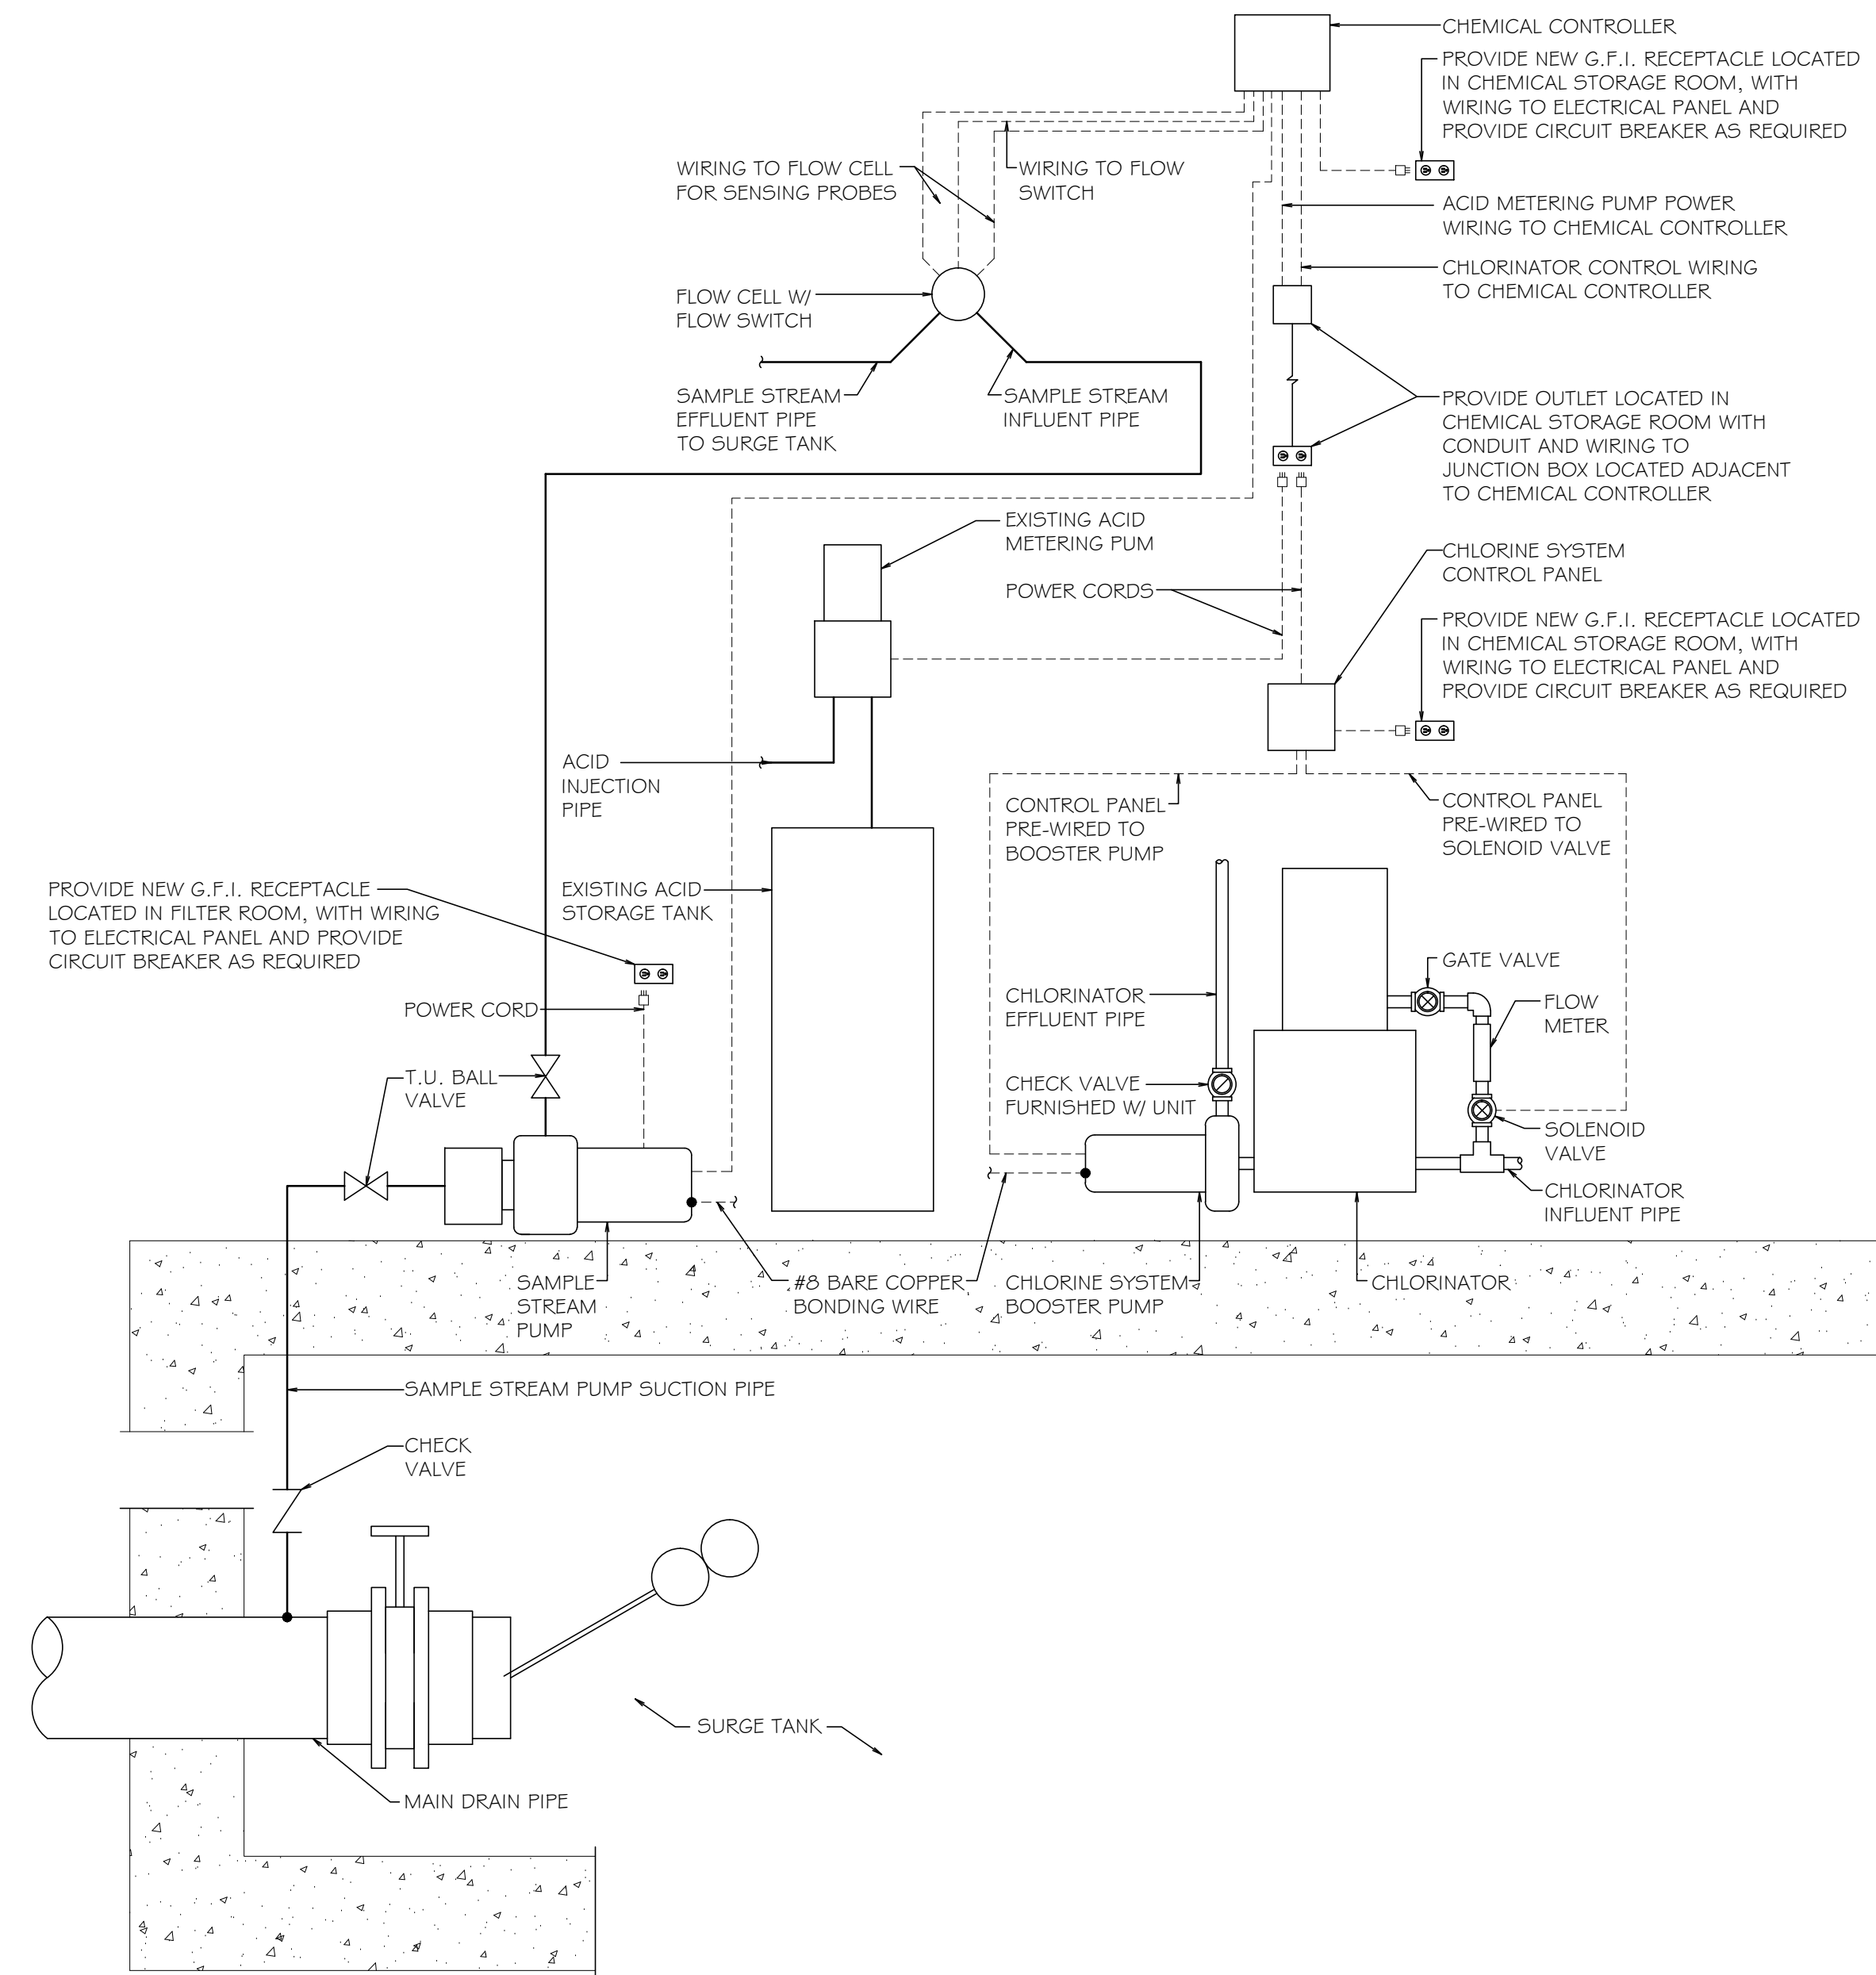 CHEMICAL CONTROLLER
PROVIDE NEW G.F.I. RECEPTACLE LOCATED
IN CHEMICAL STORAGE ROOM, WITH
WIRING TO ELECTRICAL PANEL AND
PROVIDE CIRCUIT BREAKER AS REQUIRED
WIRING TO FLOW CELL
FOR SENSING PROBES
WIRING TO FLOW
SWITCH
ACID METERING PUMP POWER
WIRING TO CHEMICAL CONTROLLER
CHLORINATOR CONTROL WIRING
TO CHEMICAL CONTROLLER
FLOW CELL W/
FLOW SWITCH
SAMPLE STREAM
EFFLUENT PIPE
TO SURGE TANK
SAMPLE STREAM
INFLUENT PIPE
PROVIDE OUTLET LOCATED IN
CHEMICAL STORAGE ROOM WITH
CONDUIT AND WIRING TO
JUNCTION BOX LOCATED ADJACENT
TO CHEMICAL CONTROLLER
EXISTING ACID
METERING PUM
CHLORINE SYSTEM
CONTROL PANEL
POWER CORDS
PROVIDE NEW G.F.I. RECEPTACLE LOCATED
IN CHEMICAL STORAGE ROOM, WITH
WIRING TO ELECTRICAL PANEL AND
PROVIDE CIRCUIT BREAKER AS REQUIRED
ACID
INJECTION
PIPE
CONTROL PANEL
PRE-WIRED TO
BOOSTER PUMP
CONTROL PANEL
PRE-WIRED TO
SOLENOID VALVE
PROVIDE NEW G.F.I. RECEPTACLE
LOCATED IN FILTER ROOM, WITH WIRING
TO ELECTRICAL PANEL AND PROVIDE
CIRCUIT BREAKER AS REQUIRED
EXISTING ACID
STORAGE TANK
GATE VALVE
POWER CORD
CHLORINATOR
EFFLUENT PIPE
FLOW
METER
T.U. BALL
VALVE
CHECK VALVE
FURNISHED W/ UNIT
SOLENOID
VALVE
CHLORINATOR
INFLUENT PIPE
SAMPLE
STREAM
PUMP
#8 BARE COPPER
BONDING WIRE
CHLORINE SYSTEM
BOOSTER PUMP
CHLORINATOR
SAMPLE STREAM PUMP SUCTION PIPE
CHECK
VALVE
SURGE TANK
MAIN DRAIN PIPE